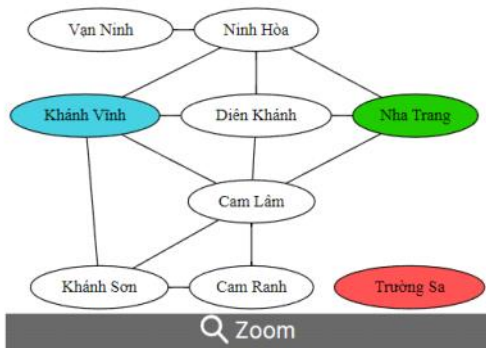 Vạn Ninh
Ninh Hòa
Khánh Vĩnh
Diên Khánh
Nha Trang
Cam Lâm
Khánh Sơn
Cam Ranh
Trường Sa
Zoom